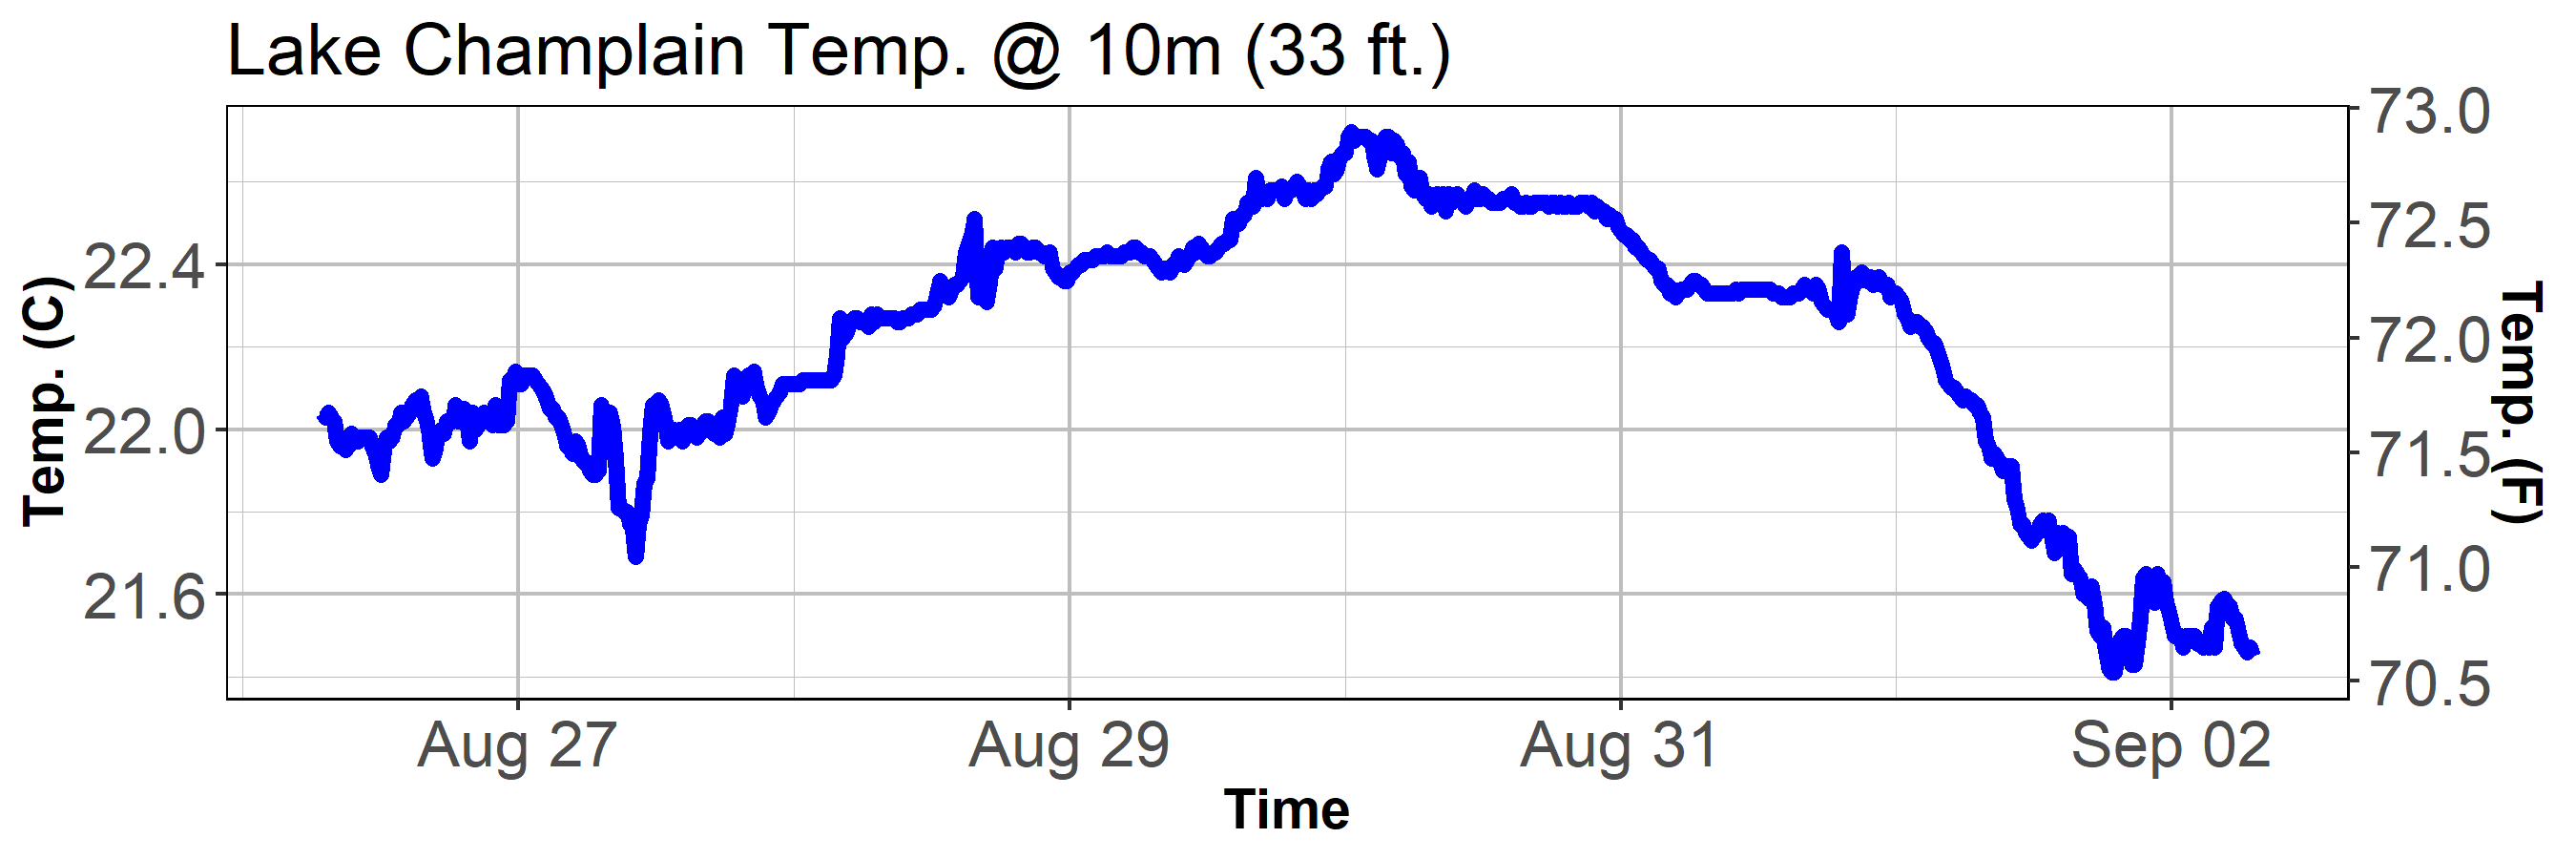 Lake Champlain Temp. @ 10m (33 ft.)
Temp. (C)
22.4
22.0
21.6
73.0
72.5
72.0
71.5
71.0
70.5
Temp. (F)
Aug 27
Aug 29
Aug 31
Sep 02
Time